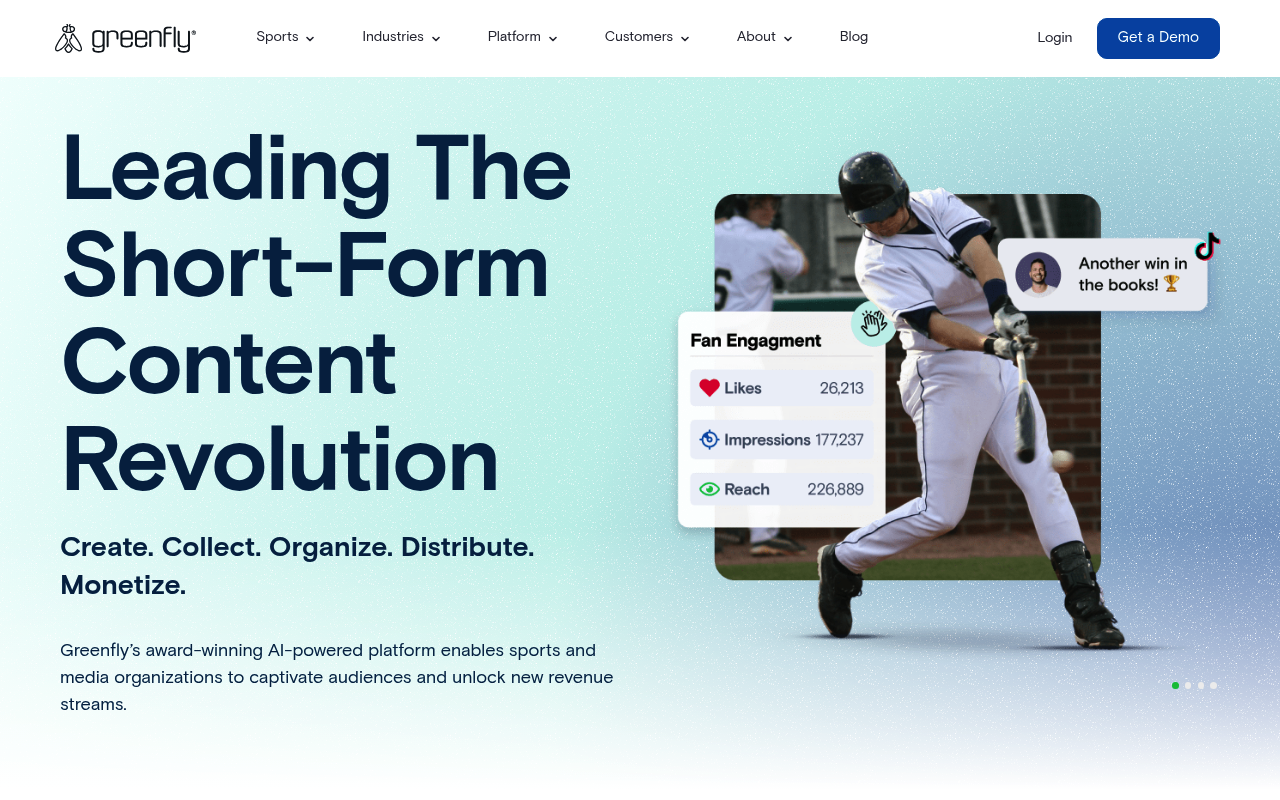 greenfly®
Sports
Industries
Platform
Customers
About
Blog
Login
Get a Demo
Leading The
Short-Form
Content
Revolution
Create. Collect. Organize. Distribute.
Monetize.
Greenfly's award-winning AI-powered platform enables sports and
media organizations to captivate audiences and unlock new revenue
streams.
Another win in
the books! 🏆
Fan Engagment
Likes 26,213
Impressions 177,237
Reach 226,889